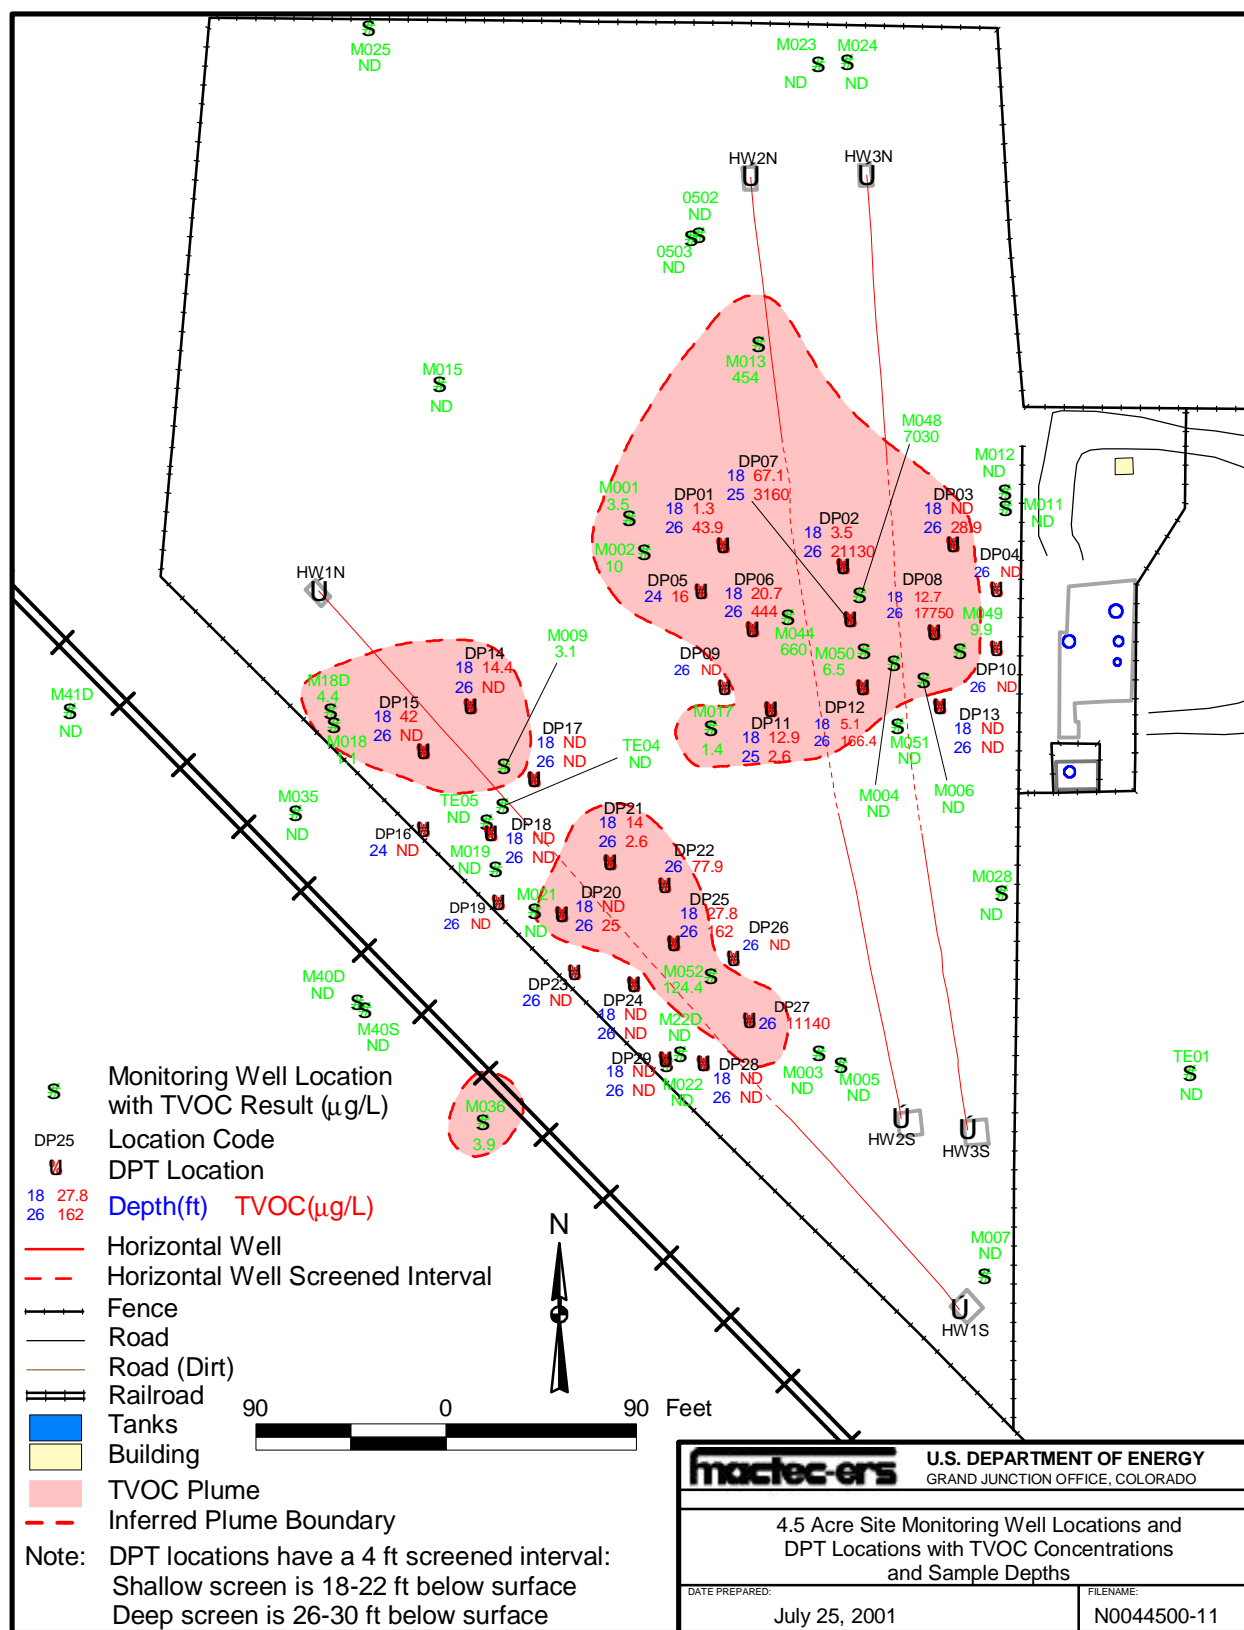 M025
ND
M023
ND
M024
ND
HW2N
HW3N
0502
ND
0503
ND
M013
454
M015
ND
M048
7030
M012
ND
M011
ND
DP07
18 67.1
25 3160
M001
3.5
DP01
18 1.3
26 43.9
DP03
18 ND
26 28.9
DP02
18 3.5
26 21130
M002
10
DP04
26 ND
HW1N
DP05
24 16
DP06
18 20.7
26 444
DP08
18 12.7
26 17750
M049
9.9
M044
660
M050
6.5
M009
3.1
DP14
18 14.4
26 ND
DP09
26 ND
DP10
26 ND
M18D
4.4
M41D
ND
DP15
18 42
26 ND
M018
1.1
M017
1.4
DP11
18 12.9
25 2.6
DP12
18 5.1
26 166.4
DP13
18 ND
26 ND
M051
ND
DP17
18 ND
26 ND
TE04
ND
M004
ND
M006
ND
M035
ND
TE05
ND
DP16
24 ND
DP18
18 ND
26 ND
DP21
18 14
26 2.6
M019
ND
DP22
26 77.9
M028
ND
M021
ND
DP20
18 ND
26 25
DP25
18 27.8
26 162
DP19
26 ND
DP26
26 ND
M40D
ND
M40S
ND
DP23
26 ND
M052
124.4
DP24
18 ND
26 ND
DP27
26 11140
M22D
ND
DP29
18 ND
26 ND
M022
ND
DP28
18 ND
26 ND
M003
ND
M005
ND
TE01
ND
M036
3.9
HW2S
HW3S
M007
ND
HW1S
Monitoring Well Location
with TVOC Result (µg/L)
DP25 Location Code
DPT Location
18 27.8
26 162
Depth(ft) TVOC(µg/L)
Horizontal Well
Horizontal Well Screened Interval
Fence
Road
Road (Dirt)
Railroad
Tanks
Building
TVOC Plume
Inferred Plume Boundary
N
90 0 90 Feet
Note: DPT locations have a 4 ft screened interval:
Shallow screen is 18-22 ft below surface
Deep screen is 26-30 ft below surface
mactec-ers
U.S. DEPARTMENT OF ENERGY
GRAND JUNCTION OFFICE, COLORADO
4.5 Acre Site Monitoring Well Locations and
DPT Locations with TVOC Concentrations
and Sample Depths
DATE PREPARED:
July 25, 2001
FILENAME:
N0044500-11